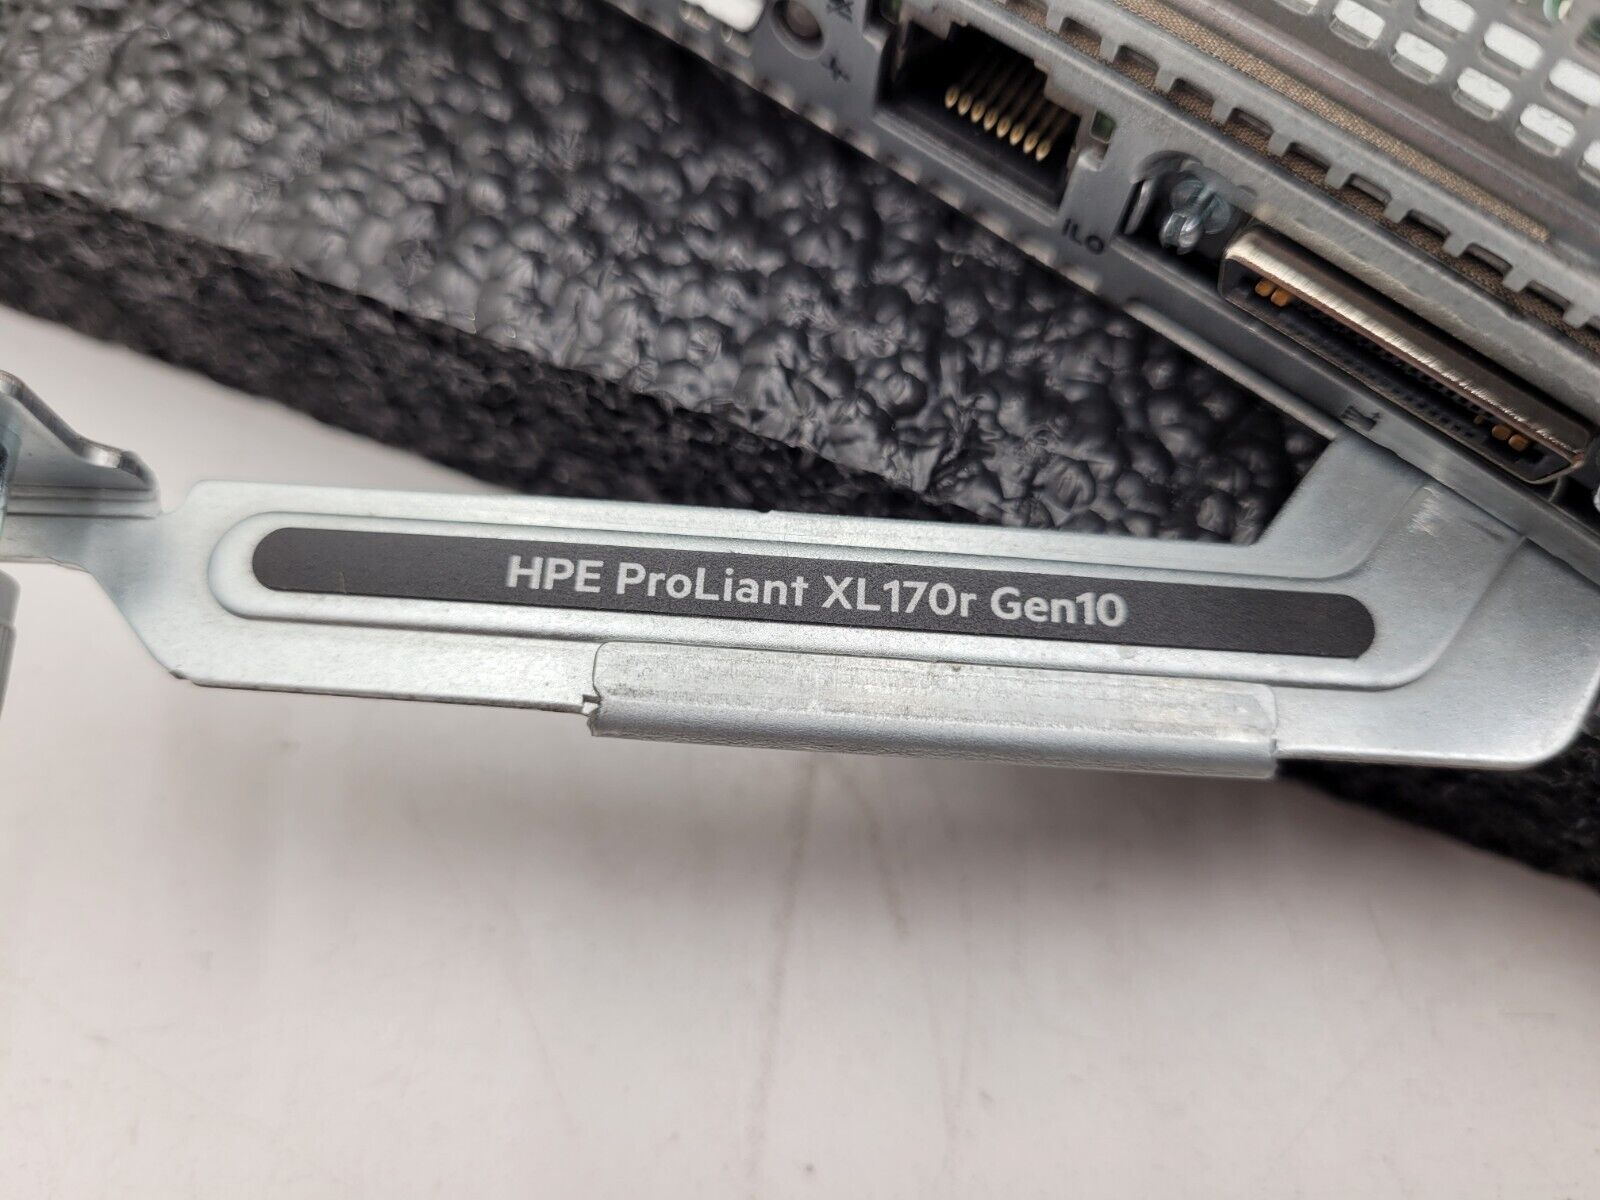 iLO
HPE ProLiant XL170r Gen10